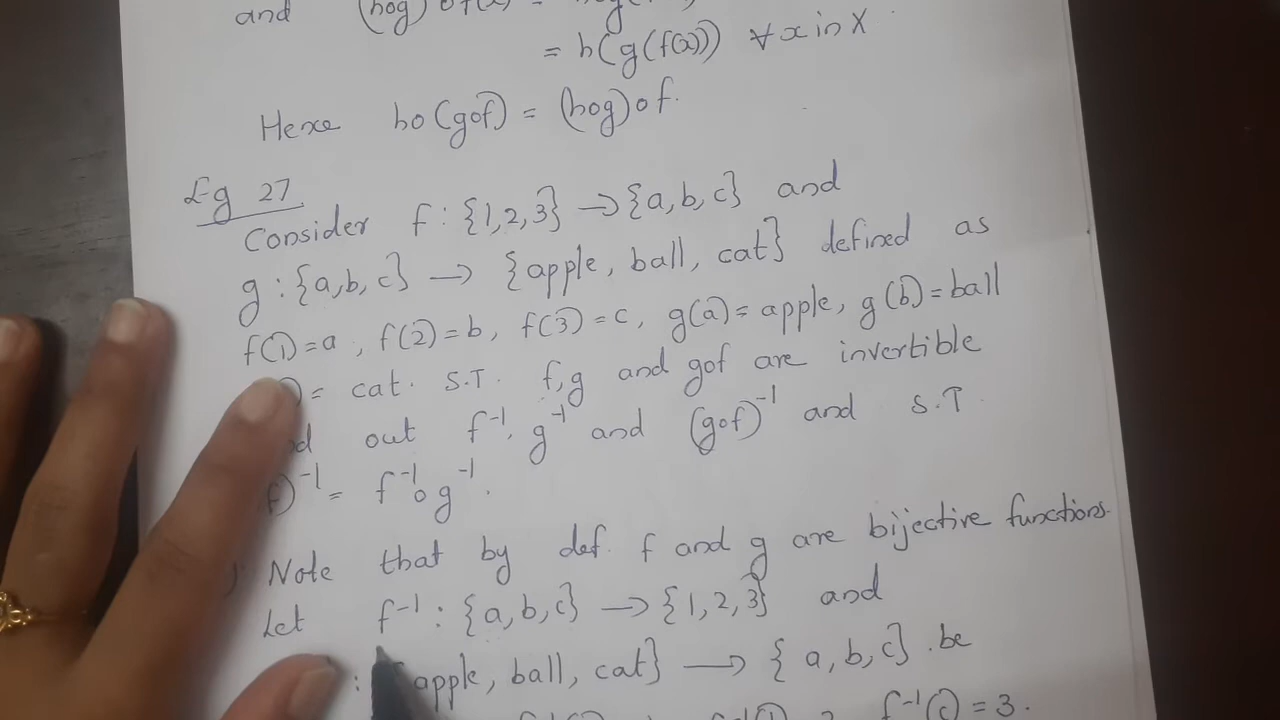 and (hog) of(x) =
= h(g(f(x))) ∀ x in X
Hence ho(gof) = (hog)of.
Eg 27
Consider f : {1,2,3} → {a,b,c} and
g : {a,b,c} → {apple, ball, cat} defined as
f(1)=a, f(2)=b, f(3)=c, g(a)=apple, g(b)=ball
= cat. S.T. f,g and gof are invertible
out f⁻¹, g⁻¹ and (gof)⁻¹ and S.T.
f)⁻¹ = f⁻¹og⁻¹.
Note that by def. f and g are bijective functions.
Let f⁻¹ : {a,b,c} → {1,2,3} and
: apple, ball, cat} → {a,b,c} be
f⁻¹(c) = 3.